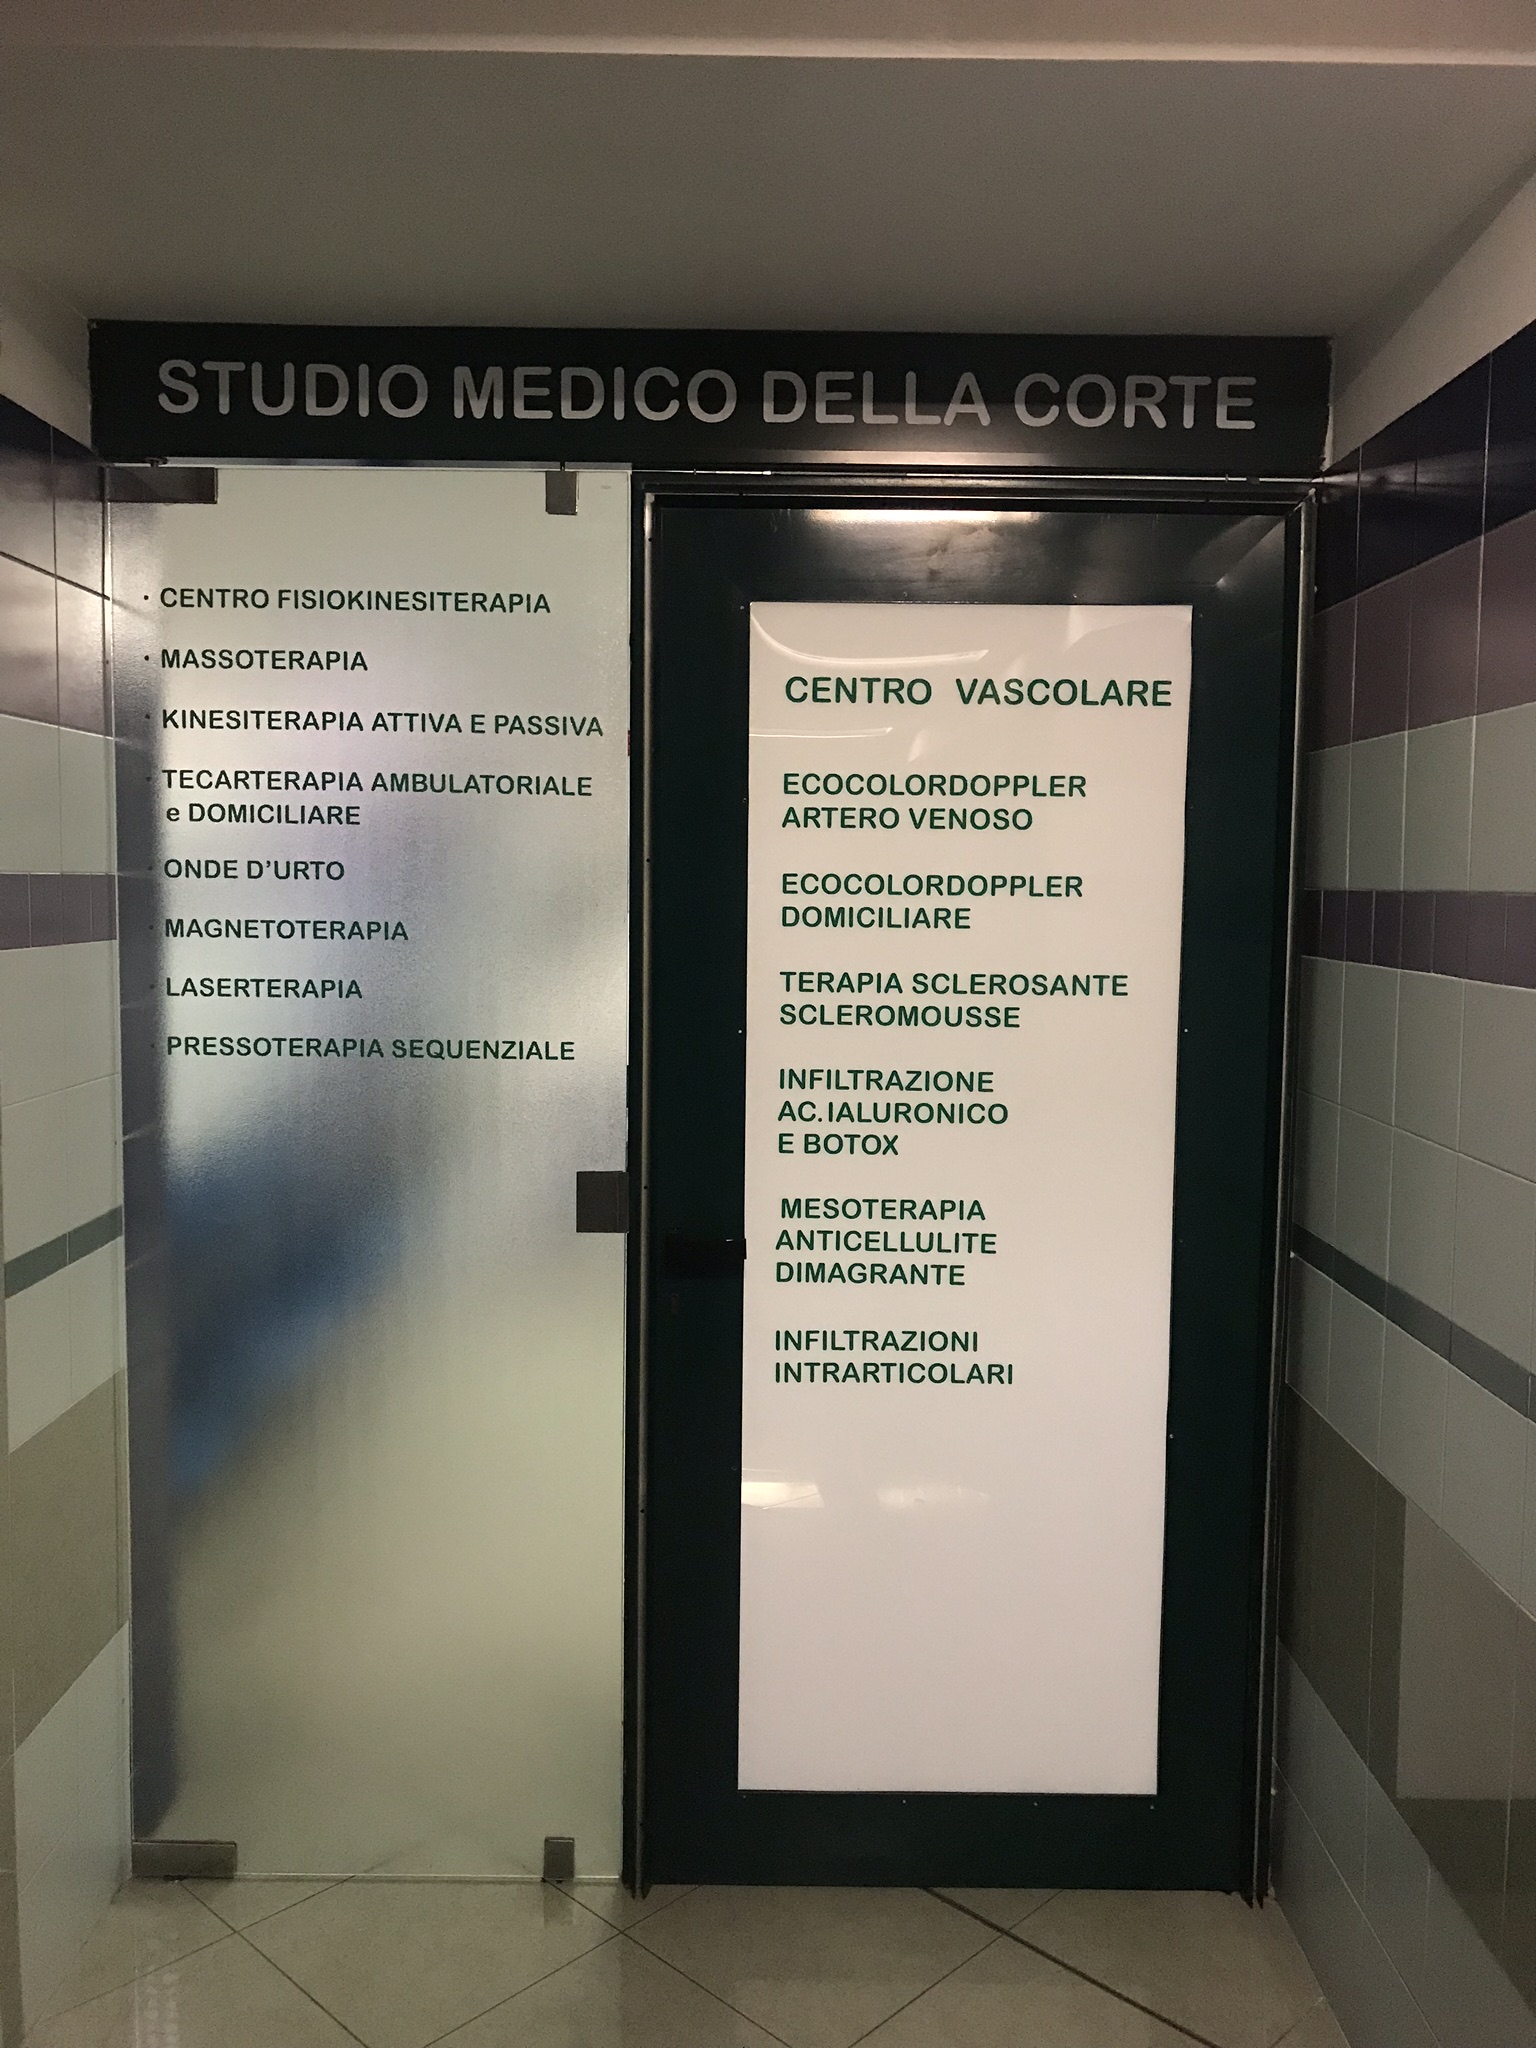 STUDIO MEDICO DELLA CORTE
· CENTRO FISIOKINESITERAPIA
· MASSOTERAPIA
· KINESITERAPIA ATTIVA E PASSIVA
· TECARTERAPIA AMBULATORIALE
e DOMICILIARE
· ONDE D'URTO
· MAGNETOTERAPIA
· LASERTERAPIA
· PRESSOTERAPIA SEQUENZIALE
CENTRO VASCOLARE
ECOCOLORDOPPLER
ARTERO VENOSO
ECOCOLORDOPPLER
DOMICILIARE
TERAPIA SCLEROSANTE
SCLEROMOUSSE
INFILTRAZIONE
AC.IALURONICO
E BOTOX
MESOTERAPIA
ANTICELLULITE
DIMAGRANTE
INFILTRAZIONI
INTRARTICOLARI